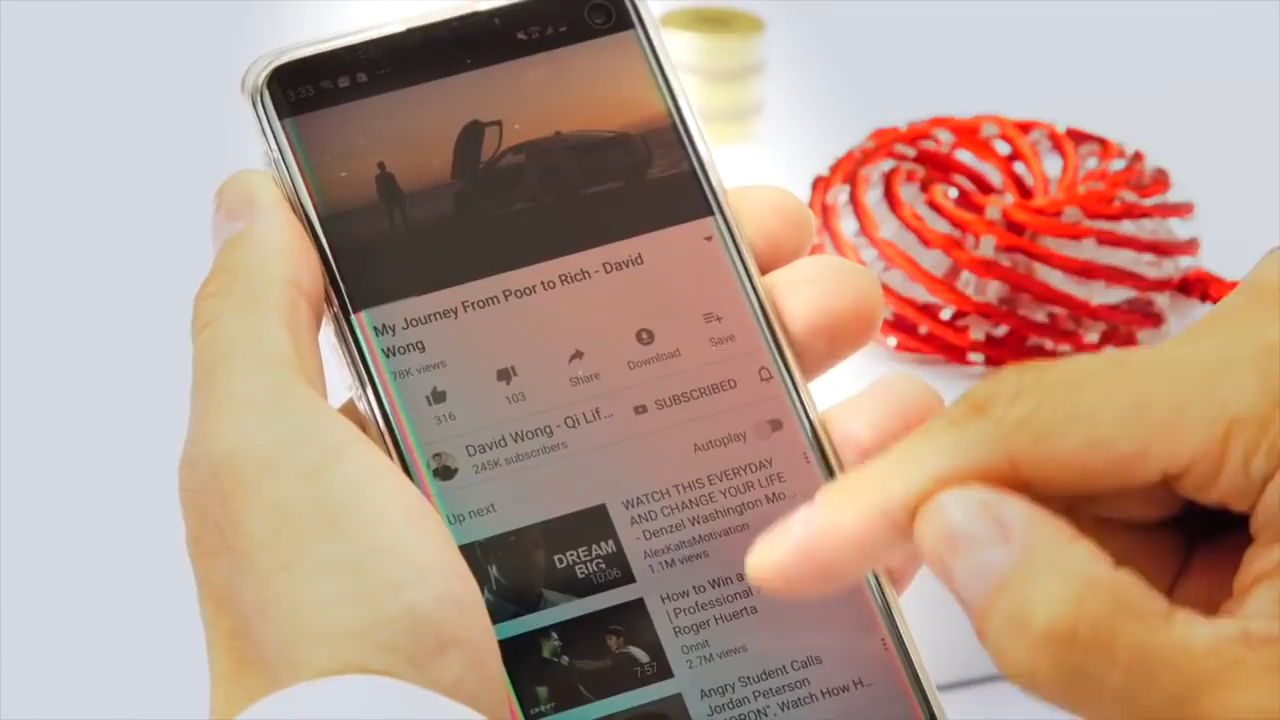 3:33
My Journey From Poor to Rich - David
Wong
78K views
316
103
Share
Download
Save
David Wong - Qi Lif...
245K subscribers
SUBSCRIBED
Autoplay
Up next
DREAM
BIG
10:06
WATCH THIS EVERYDAY
AND CHANGE YOUR LIFE
- Denzel Washington Mo...
AlexKaltsMotivation
1.1M views
7:57
ONNIT
How to Win a
| Professional
Roger Huerta
Onnit
2.7M views
Angry Student Calls
Jordan Peterson
Watch How H...